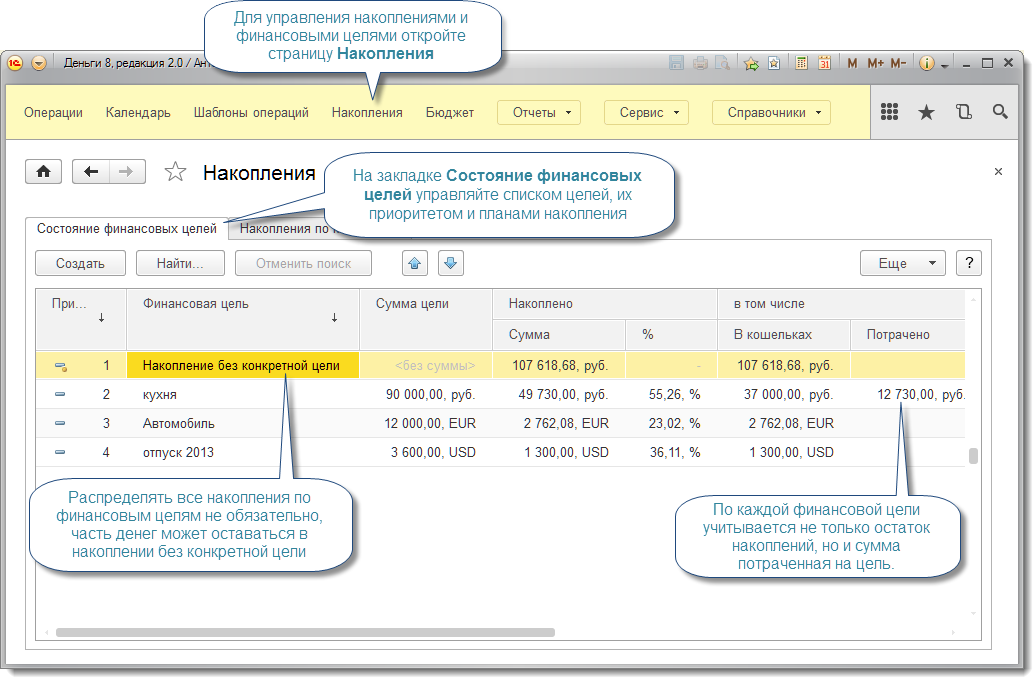 Для управления накоплениями и
финансовыми целями откройте
страницу Накопления
1С
Деньги 8, редакция 2.0 /
31
M M+ M-
Операции Календарь Шаблоны операций Накопления Бюджет Отчеты Сервис Справочники
Накопления
На закладке Состояние финансовых
целей управляйте списком целей, их
приоритетом и планами накопления
Состояние финансовых целей Накопления по
Создать Найти... Отменить поиск Еще ?
При... Финансовая цель Сумма цели Накоплено в том числе
Сумма % В кошельках Потрачено
1 Накопление без конкретной цели <без суммы> 107 618,68, руб. - 107 618,68, руб.
2 кухня 90 000,00, руб. 49 730,00, руб. 55,26, % 37 000,00, руб. 12 730,00, руб.
3 Автомобиль 12 000,00, EUR 2 762,08, EUR 23,02, % 2 762,08, EUR
4 отпуск 2013 3 600,00, USD 1 300,00, USD 36,11, % 1 300,00, USD
Распределять все накопления по
финансовым целям не обязательно,
часть денег может оставаться в
накоплении без конкретной цели
По каждой финансовой цели
учитывается не только остаток
накоплений, но и сумма
потраченная на цель.